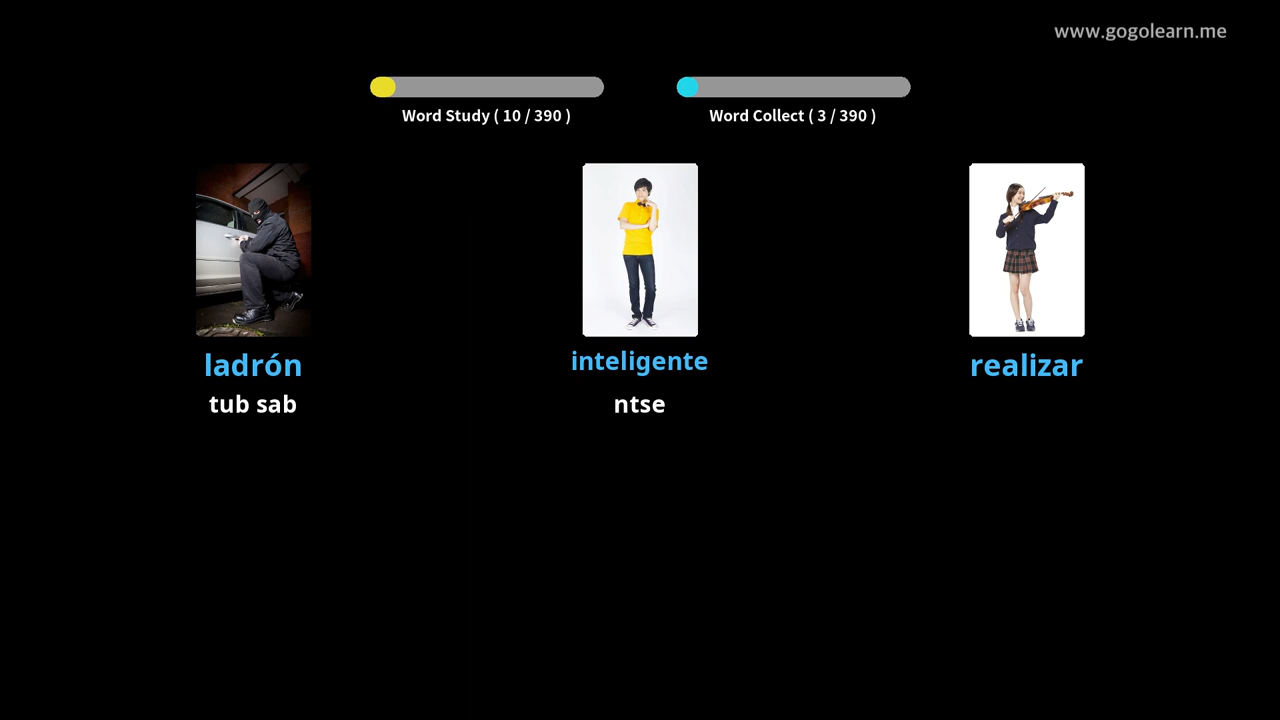 www.gogolearn.me
Word Study ( 10 / 390 )
Word Collect ( 3 / 390 )
ladrón
inteligente
realizar
tub sab
ntse